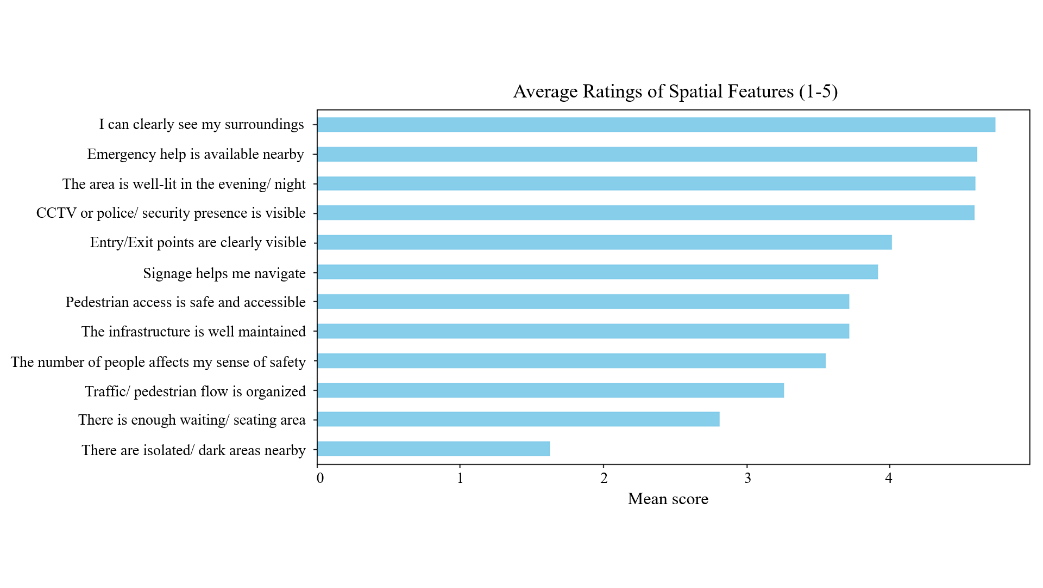 Average Ratings of Spatial Features (1-5)
I can clearly see my surroundings
Emergency help is available nearby
The area is well-lit in the evening/ night
CCTV or police/ security presence is visible
Entry/Exit points are clearly visible
Signage helps me navigate
Pedestrian access is safe and accessible
The infrastructure is well maintained
The number of people affects my sense of safety
Traffic/ pedestrian flow is organized
There is enough waiting/ seating area
There are isolated/ dark areas nearby
0 1 2 3 4
Mean score